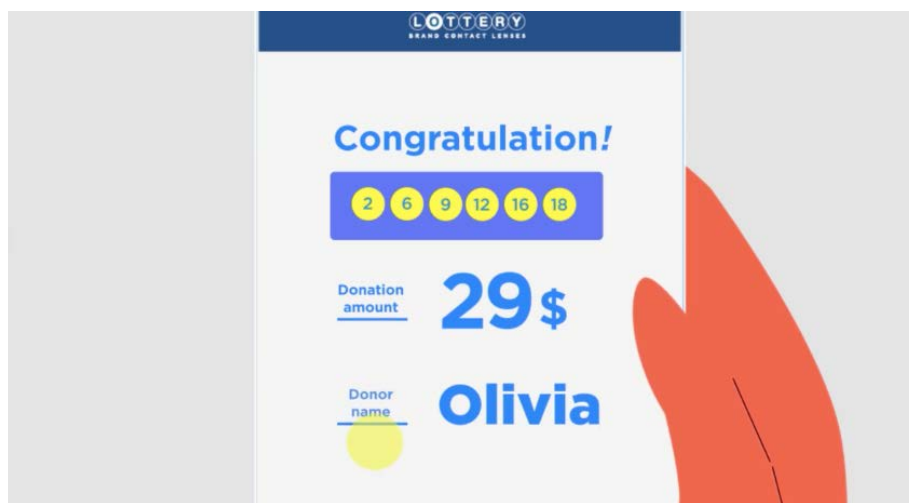 LOTTERY
BRAND CONTACT LENSES
Congratulation!
2 6 9 12 16 18
Donation
amount
29$
Donor
name
Olivia